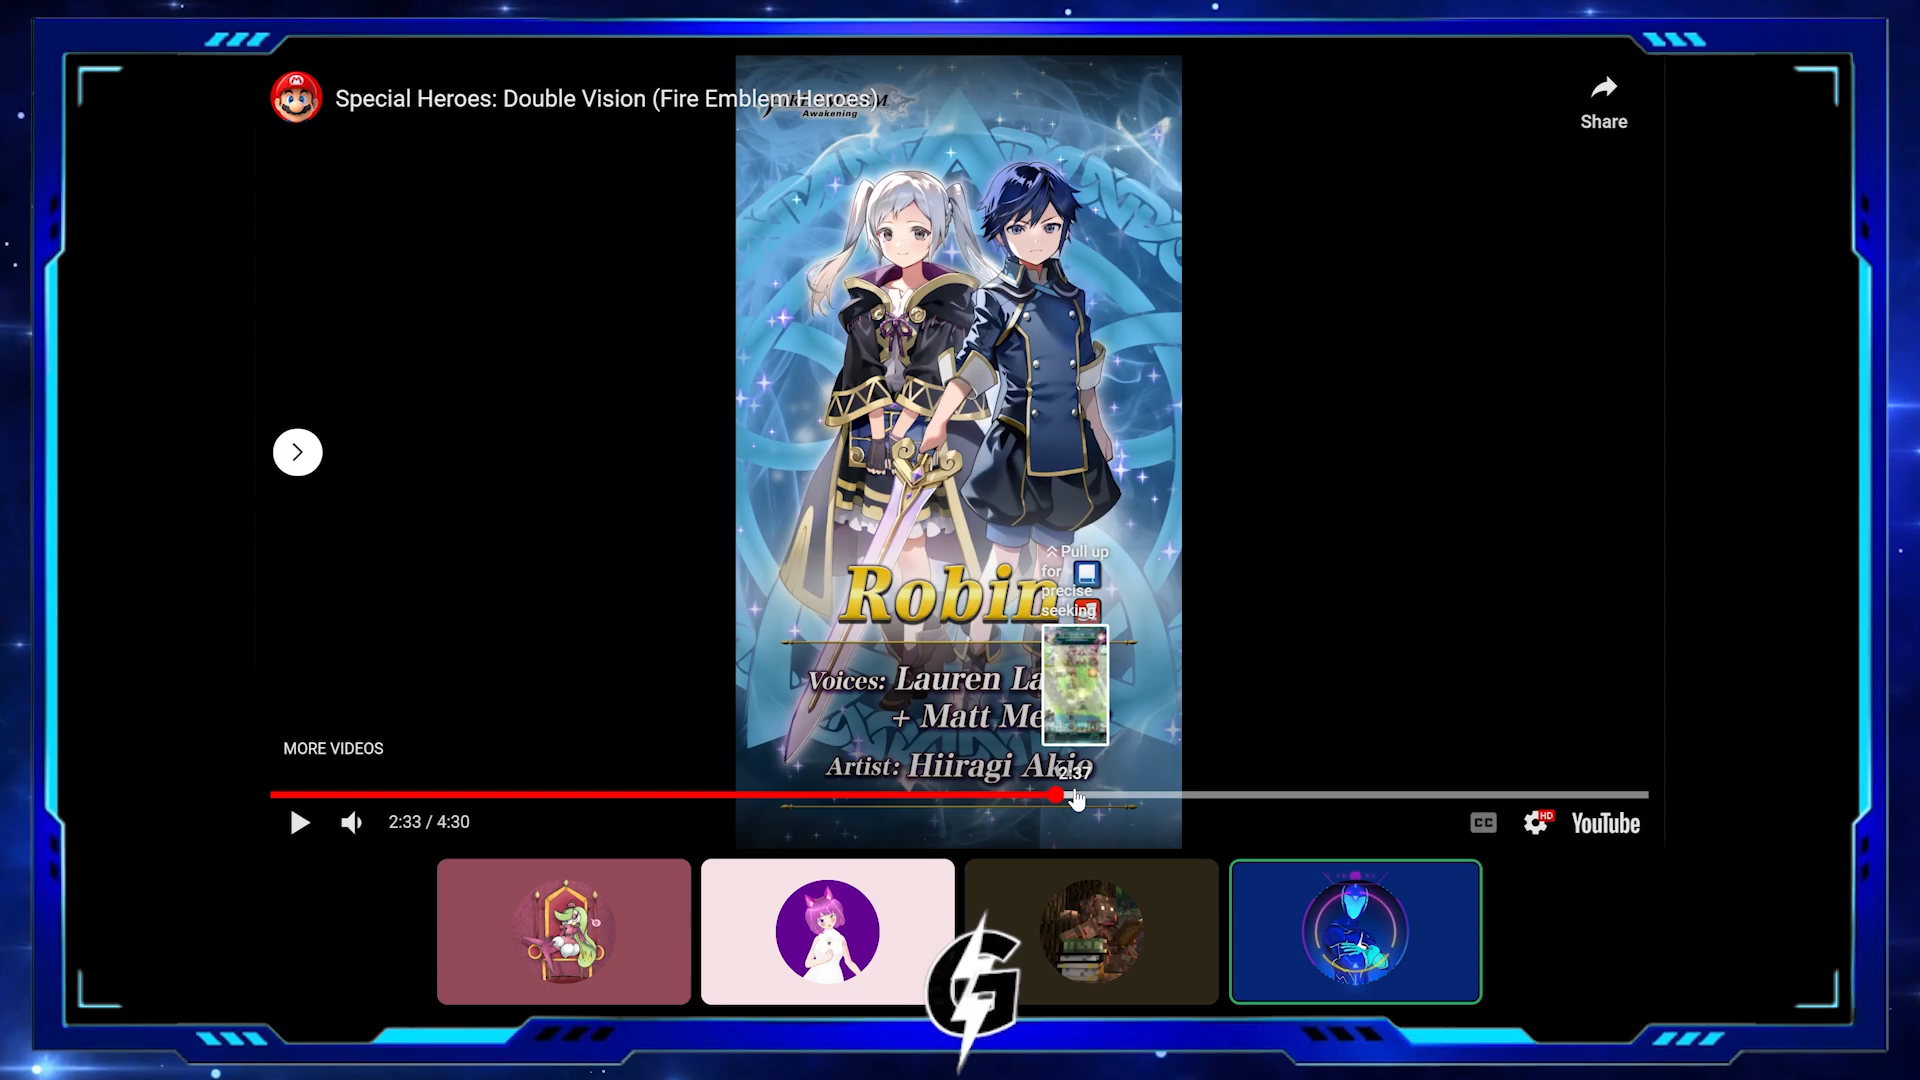 Special Heroes: Double Vision (Fire Emblem Heroes)
Awakening
Share
Pull up
for
precise
seeking
Robin
Voices: Lauren La
+ Matt Me
Artist: Hiiragi Akio
2:37
MORE VIDEOS
2:33 / 4:30
CC
HD
YouTube
G